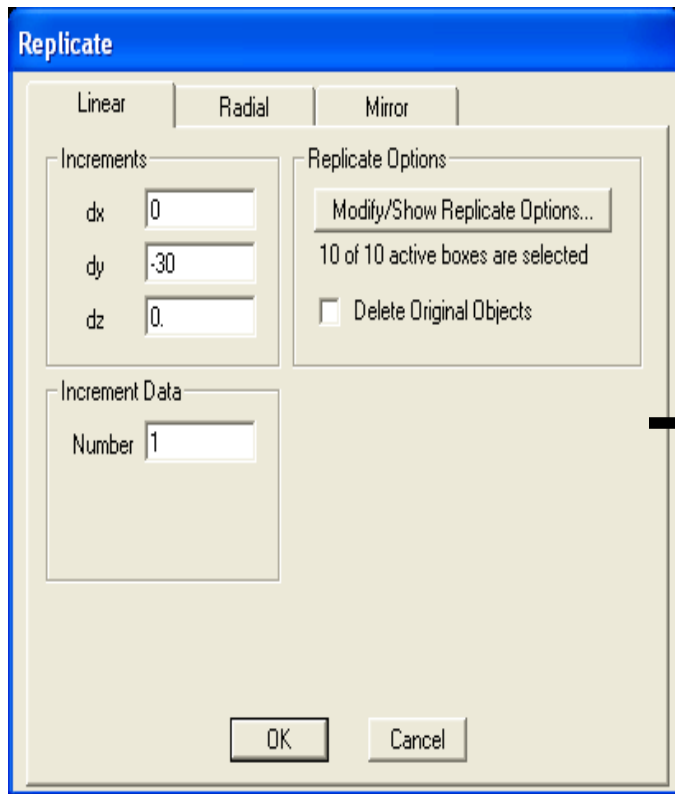 Replicate
Linear Radial Mirror
Increments
dx 0
dy -30
dz 0.
Replicate Options
Modify/Show Replicate Options...
10 of 10 active boxes are selected
Delete Original Objects
Increment Data
Number 1
OK Cancel